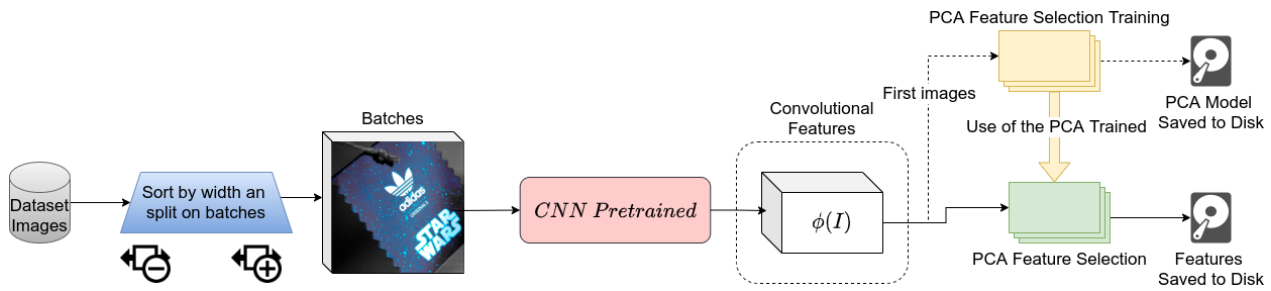 PCA Feature Selection Training
First images
PCA Model
Saved to Disk
Use of the PCA Trained
Batches
Convolutional
Features
Dataset
Images
Sort by width an
split on batches
adidas
ORIGINALS
STAR
WARS
CNN Pretrained
ϕ(I)
PCA Feature Selection
Features
Saved to Disk